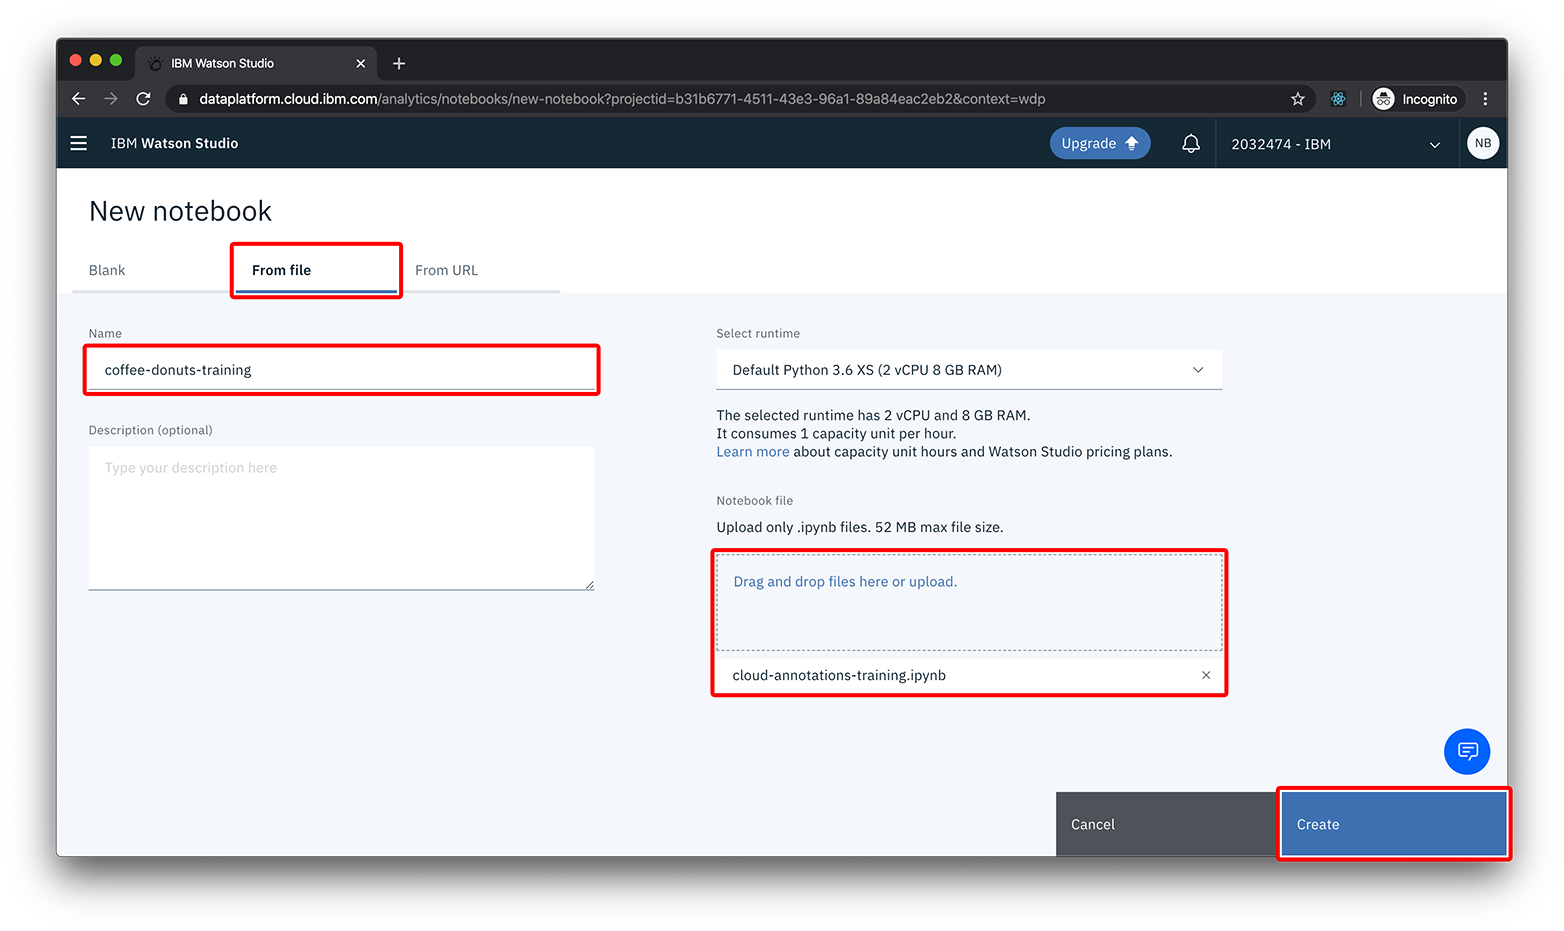 IBM Watson Studio
dataplatform.cloud.ibm.com/analytics/notebooks/new-notebook?projectid=b31b6771-4511-43e3-96a1-89a84eac2eb2&context=wdp
Incognito
IBM Watson Studio
Upgrade
2032474 - IBM
NB
New notebook
Blank
From file
From URL
Name
coffee-donuts-training
Description (optional)
Type your description here
Select runtime
Default Python 3.6 XS (2 vCPU 8 GB RAM)
The selected runtime has 2 vCPU and 8 GB RAM.
It consumes 1 capacity unit per hour.
Learn more about capacity unit hours and Watson Studio pricing plans.
Notebook file
Upload only .ipynb files. 52 MB max file size.
Drag and drop files here or upload.
cloud-annotations-training.ipynb
Cancel
Create